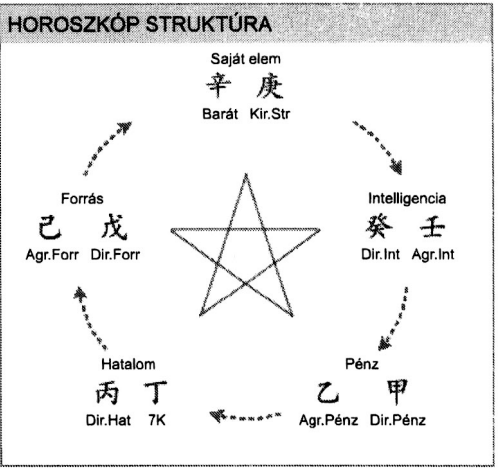 HOROSZKÓP STRUKTÚRA
Saját elem
辛 庚
Barát Kir.Str
Forrás
己 戊
Agr.Forr Dir.Forr
Intelligencia
癸 壬
Dir.Int Agr.Int
Hatalom
丙 丁
Dir.Hat 7K
Pénz
乙 甲
Agr.Pénz Dir.Pénz